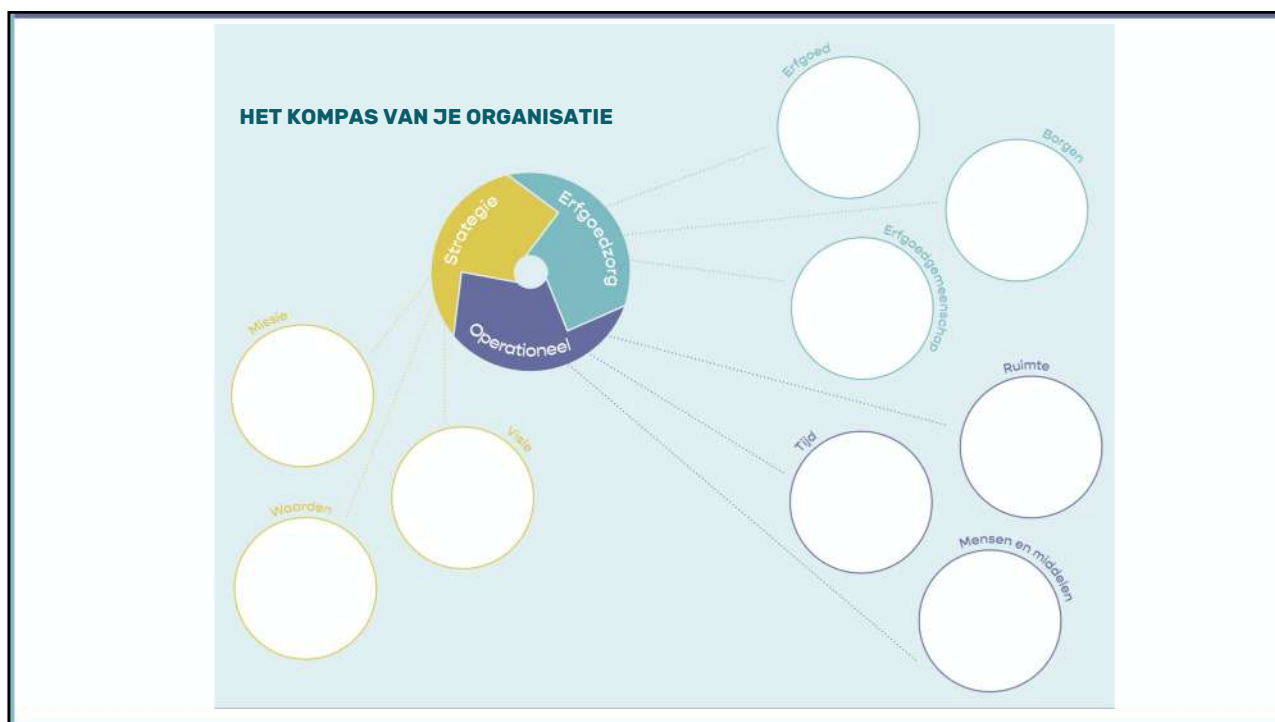 HET KOMPAS VAN JE ORGANISATIE
Strategie
Erfgoedzorg
Operationeel
Erfgoed
Borgen
Erfgoedgemeenschap
Missie
Visie
Waarden
Ruimte
Tijd
Mensen en middelen